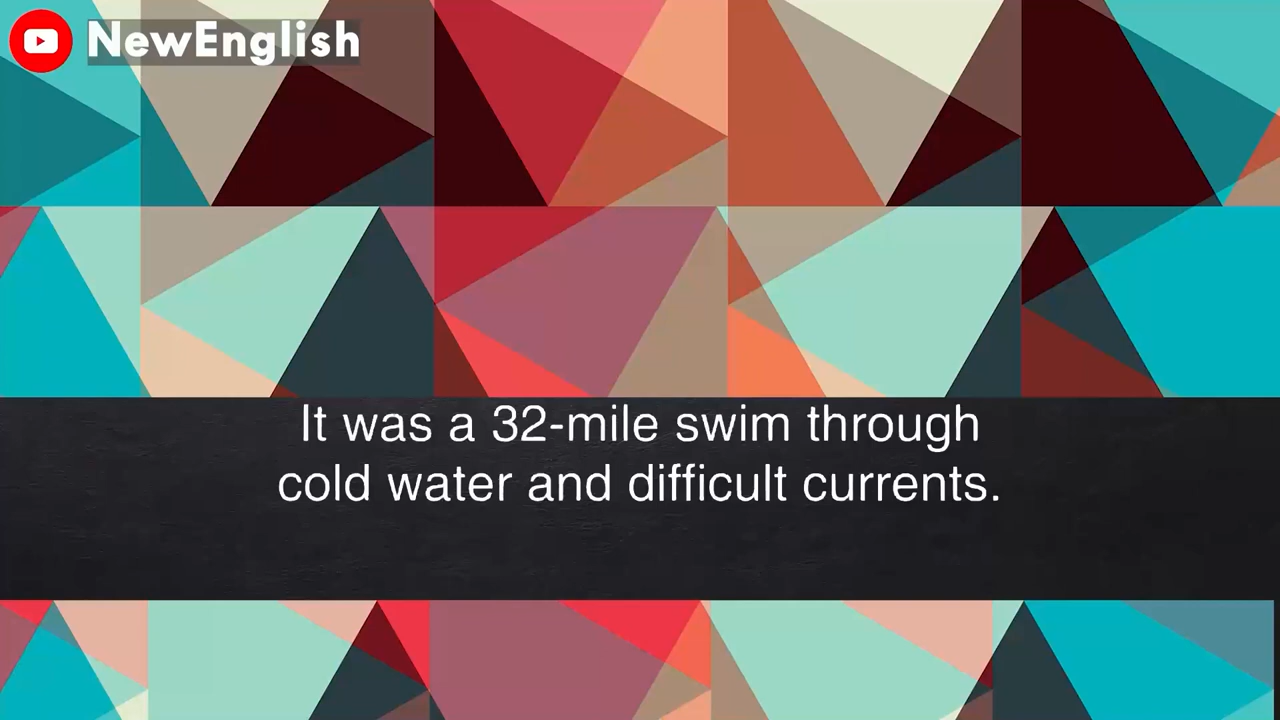 NewEnglish
It was a 32-mile swim through
cold water and difficult currents.